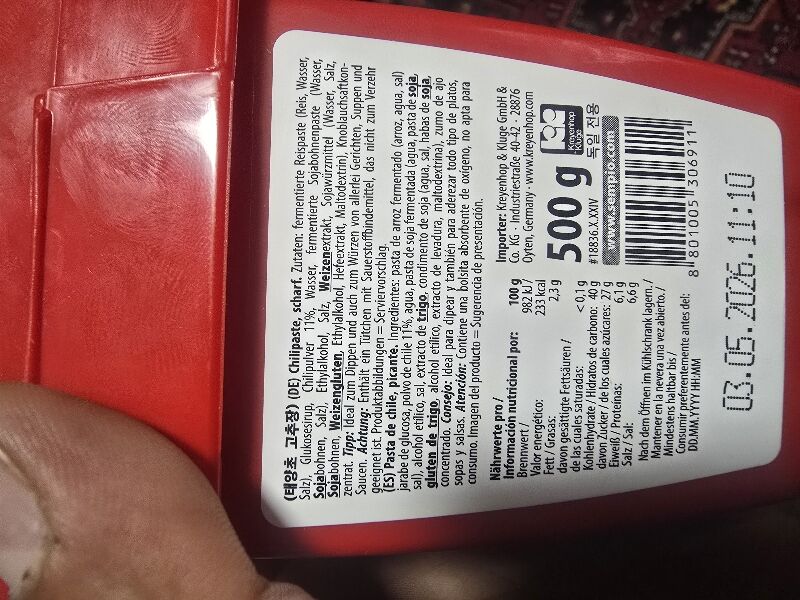 (태양초 고추장) (DE) Chilipaste, scharf. Zutaten: fermentierte Reispaste (Reis, Wasser,
Salz), Glukosesirup, Chilipulver 11%, Wasser, fermentierte Sojabohnenpaste (Wasser,
Sojabohnen, Salz), Ethylalkohol, Salz, Weizenextrakt, Sojawürzmittel (Wasser, Salz,
Sojabohnen, Weizengluten, Ethylalkohol, Hefeextrakt, Maltodextrin), Knoblauchsaftkon-
zentrat. Tipp: Ideal zum Dippen und auch zum Würzen von allerlei Gerichten, Suppen und
Saucen. Achtung: Enthält ein Tütchen mit Sauerstoffbindemittel, das nicht zum Verzehr
geeignet ist. Produktabbildungen = Serviervorschlag.
(ES) Pasta de chile, picante. Ingredientes: pasta de arroz fermentado (arroz, agua, sal)
jarabe de glucosa, polvo de chile 11%, agua, pasta de soja fermentada (agua, pasta de soja,
sal), alcohol etílico, sal, extracto de trigo, condimento de soja (agua, sal, habas de soja,
gluten de trigo, alcohol etílico, extracto de levadura, maltodextrina), zumo de ajo
concentrado. Consejo: Ideal para dipear y también para aderezar todo tipo de platos,
sopas y salsas. Atención: Contiene una bolsita absorbente de oxígeno, no apta para
consumo. Imagen del producto = Sugerencia de presentación.
Nährwerte pro /
Información nutricional por: 100 g
Brennwert / 982 kJ /
Valor energético: 233 kcal
Fett / Grasas: 2,3 g
davon gesättigte Fettsäuren /
de las cuales saturadas: < 0,1 g
Kohlenhydrate / Hidratos de carbono: 40 g
davon Zucker / de los cuales azúcares: 27 g
Eiweiß / Proteínas: 6,1 g
Salz / Sal: 6,6 g
Nach dem Öffnen im Kühlschrank lagern. /
Mantener en la nevera una vez abierto. /
Mindestens haltbar bis /
Consumir preferentemente antes del:
DD.MM.YYYY HH:MM
Importer: Kreyenhop & Kluge GmbH &
Co. KG · Industriestraße 40-42 · 28876
Oyten, Germany · www.kreyenhop.com
500 g
Kreyenhop
Kluge
#18836.X.XXIV
독일 전용
www.sempio.com
8 801005 306911
03.05.2026.11:10